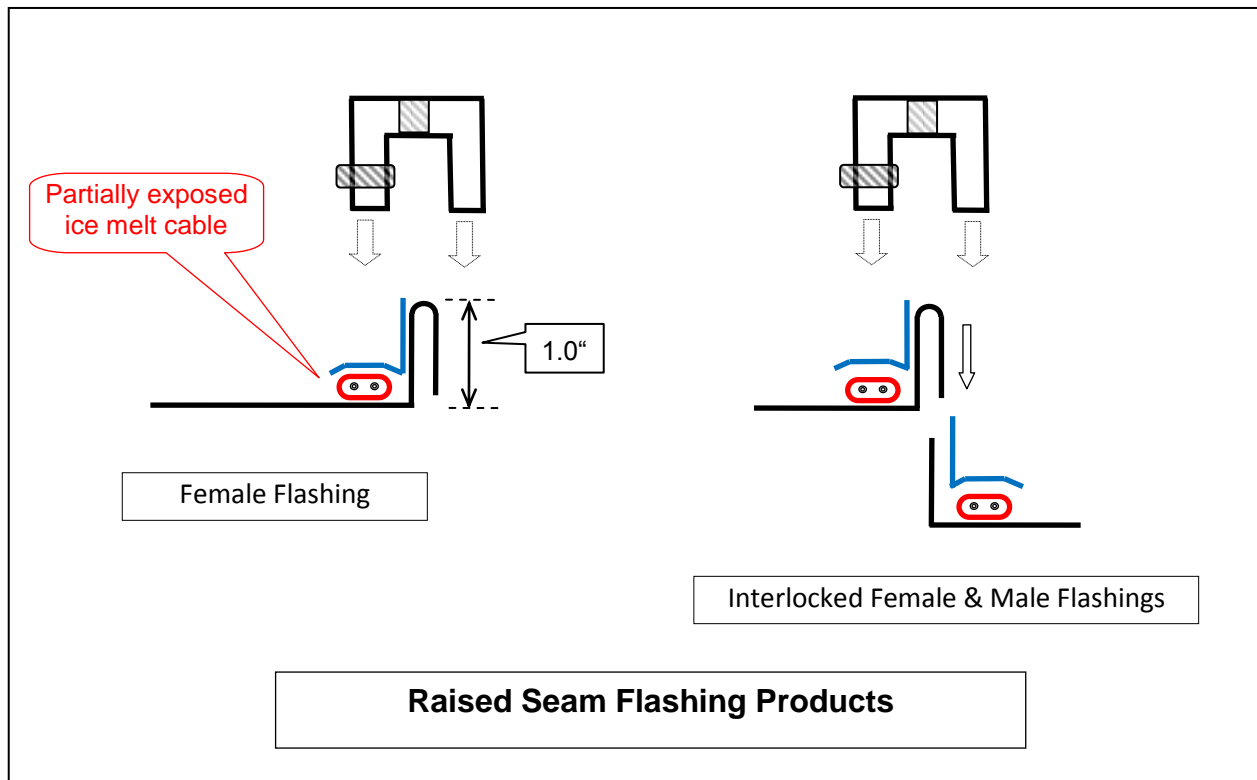 Partially exposed
ice melt cable
1.0“
Female Flashing
Interlocked Female & Male Flashings
Raised Seam Flashing Products